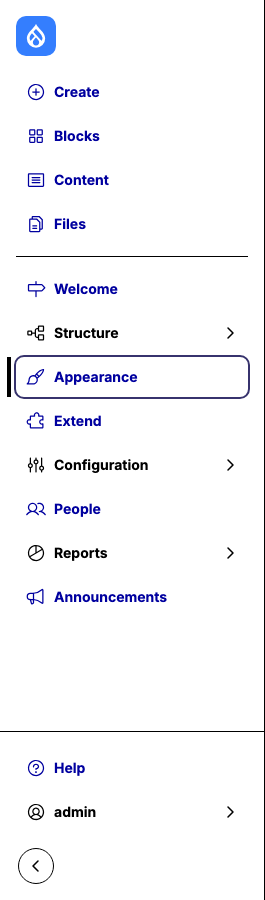 Create
Blocks
Content
Files
Welcome
Structure
Appearance
Extend
Configuration
People
Reports
Announcements
Help
admin